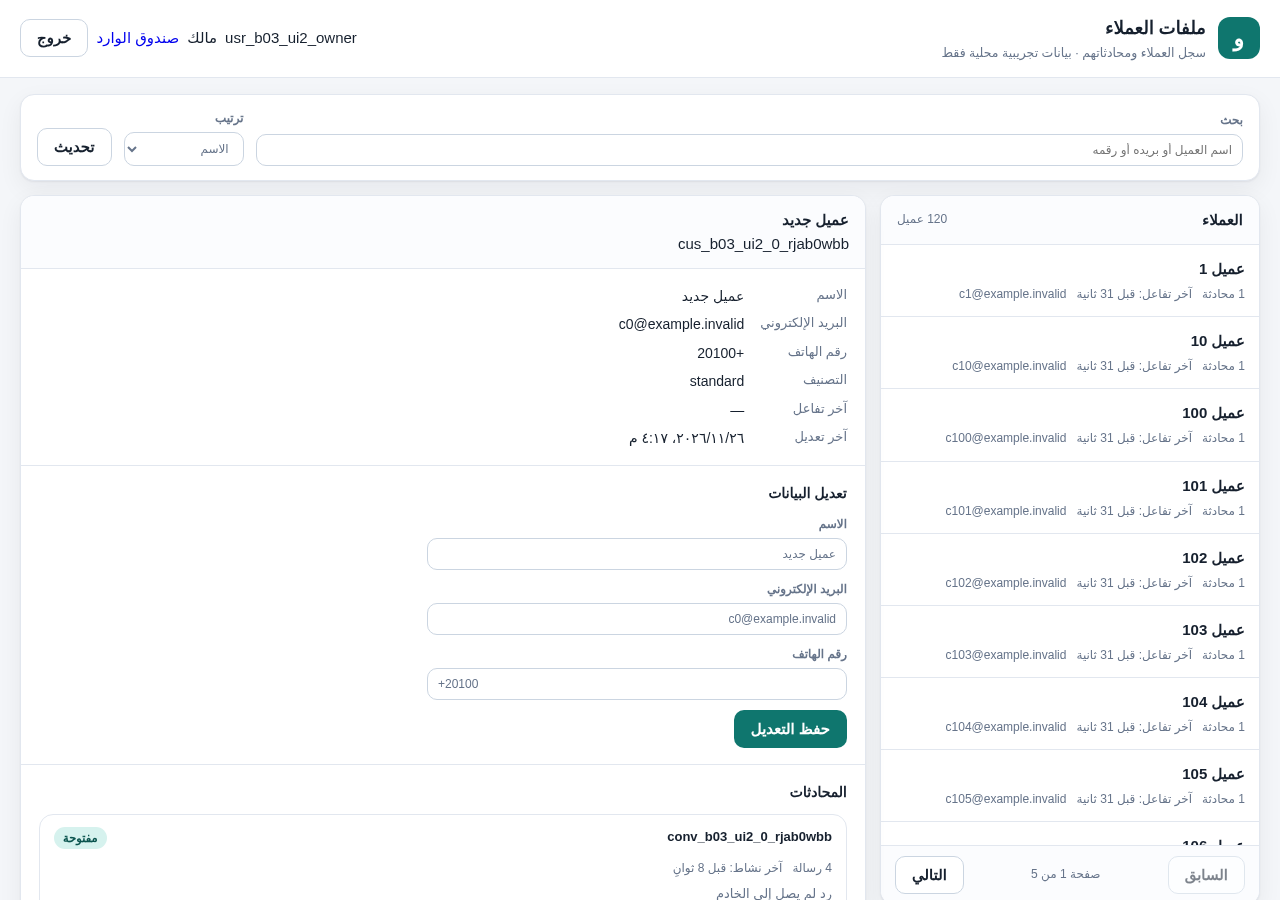 و
ملفات العملاء
سجل العملاء ومحادثاتهم · بيانات تجريبية محلية فقط
usr_b03_ui2_owner مالك صندوق الوارد خروج
بحث
اسم العميل أو بريده أو رقمه
ترتيب
الاسم
تحديث
العملاء
120 عميل
عميل 1
1 محادثة آخر تفاعل: قبل 31 ثانية c1@example.invalid
عميل 10
1 محادثة آخر تفاعل: قبل 31 ثانية c10@example.invalid
عميل 100
1 محادثة آخر تفاعل: قبل 31 ثانية c100@example.invalid
عميل 101
1 محادثة آخر تفاعل: قبل 31 ثانية c101@example.invalid
عميل 102
1 محادثة آخر تفاعل: قبل 31 ثانية c102@example.invalid
عميل 103
1 محادثة آخر تفاعل: قبل 31 ثانية c103@example.invalid
عميل 104
1 محادثة آخر تفاعل: قبل 31 ثانية c104@example.invalid
عميل 105
1 محادثة آخر تفاعل: قبل 31 ثانية c105@example.invalid
عميل 106
السابق صفحة 1 من 5 التالي
عميل جديد
cus_b03_ui2_0_rjab0wbb
الاسم عميل جديد
البريد الإلكتروني c0@example.invalid
رقم الهاتف 20100+
التصنيف standard
آخر تفاعل —
آخر تعديل ٢٠٢٦/١١/٢٦، ٤:١٧ م
تعديل البيانات
الاسم
عميل جديد
البريد الإلكتروني
c0@example.invalid
رقم الهاتف
+20100
حفظ التعديل
المحادثات
conv_b03_ui2_0_rjab0wbb مفتوحة
4 رسالة آخر نشاط: قبل 8 ثوانٍ
رد لم يصل إلى الخادم